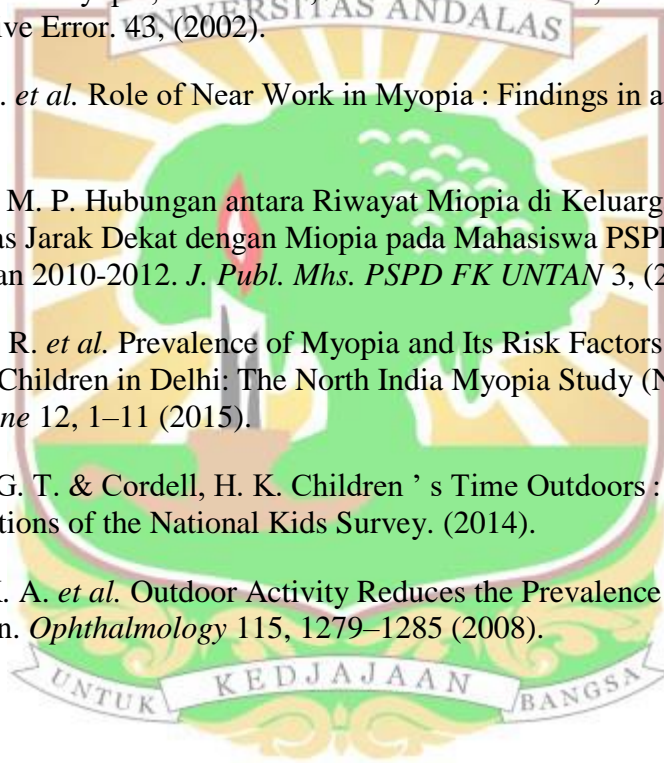 UNIVERSITAS ANDALAS
ive Error. 43, (2002).
. et al. Role of Near Work in Myopia : Findings in a
M. P. Hubungan antara Riwayat Miopia di Keluarg
as Jarak Dekat dengan Miopia pada Mahasiswa PSPD
an 2010-2012. J. Publ. Mhs. PSPD FK UNTAN 3, (2
R. et al. Prevalence of Myopia and Its Risk Factors
Children in Delhi: The North India Myopia Study (N
ne 12, 1–11 (2015).
G. T. & Cordell, H. K. Children ’ s Time Outdoors :
tions of the National Kids Survey. (2014).
. A. et al. Outdoor Activity Reduces the Prevalence
n. Ophthalmology 115, 1279–1285 (2008).
UNTUK KEDJAJAAN BANGSA